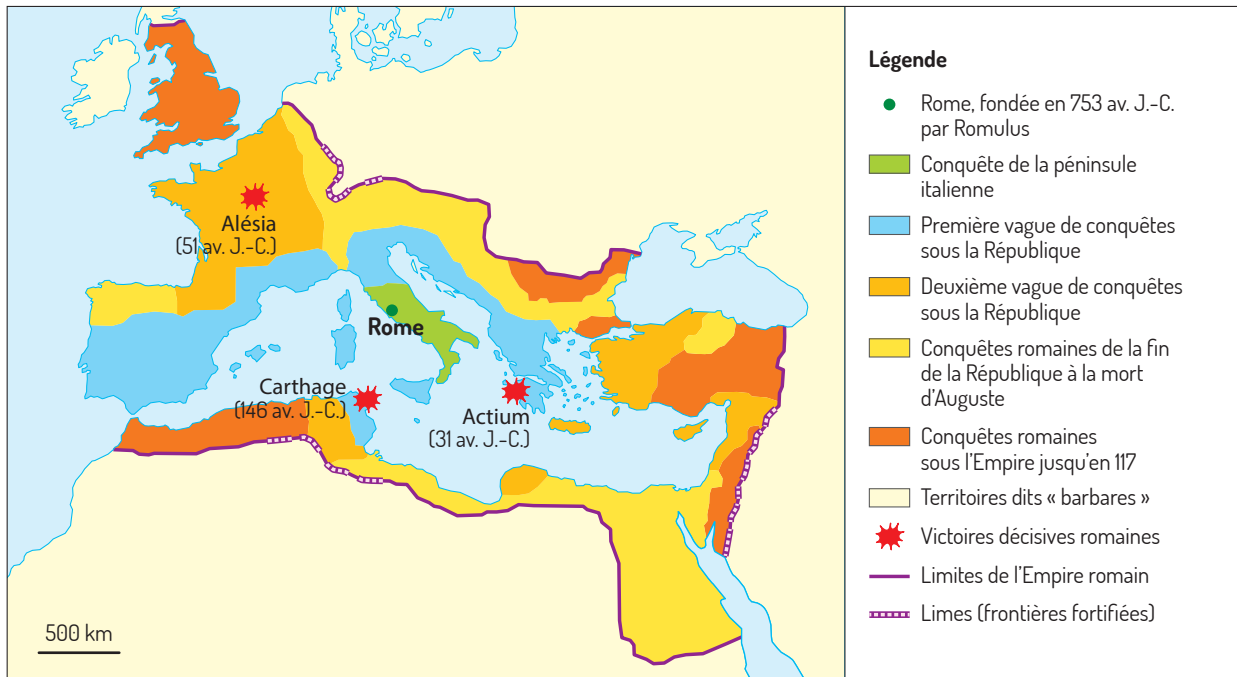 Alésia
(51 av. J.-C.)
Rome
Carthage
(146 av. J.-C.)
Actium
(31 av. J.-C.)
500 km
Légende
Rome, fondée en 753 av. J.-C.
par Romulus
Conquête de la péninsule
italienne
Première vague de conquêtes
sous la République
Deuxième vague de conquêtes
sous la République
Conquêtes romaines de la fin
de la République à la mort
d'Auguste
Conquêtes romaines
sous l'Empire jusqu'en 117
Territoires dits « barbares »
Victoires décisives romaines
Limites de l'Empire romain
Limes (frontières fortifiées)